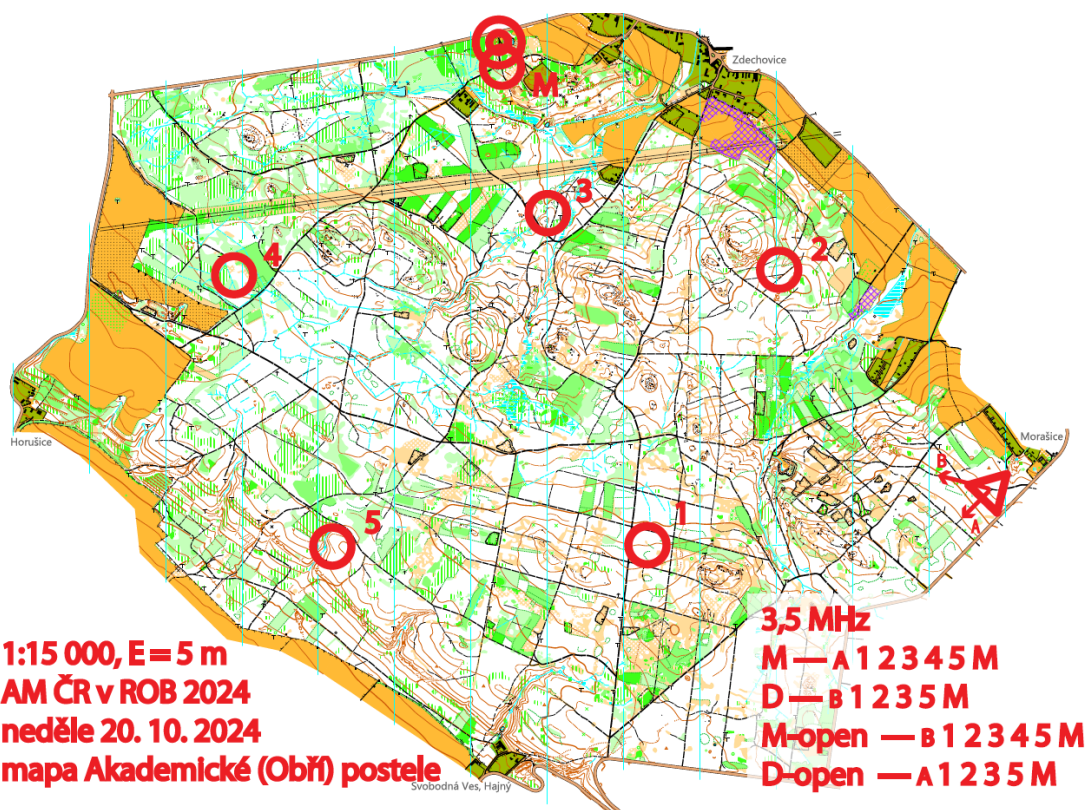 Zdechovice
M
3
2
4
Horušice
Morašice
B
A
5
1
3,5 MHz
M — A 1 2 3 4 5 M
D — B 1 2 3 5 M
M-open — B 1 2 3 4 5 M
D-open — A 1 2 3 5 M
1:15 000, E = 5 m
AM ČR v ROB 2024
neděle 20. 10. 2024
mapa Akademické (Obří) postele
Svobodná Ves, Hajný